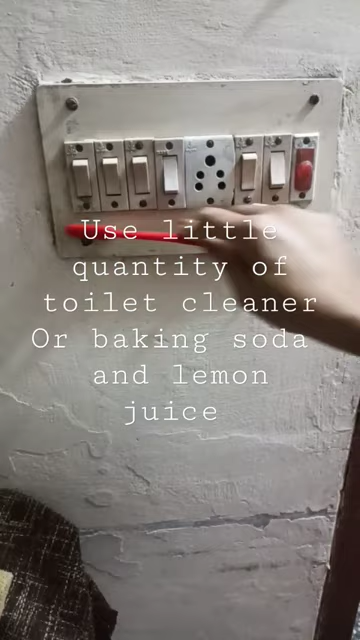 Use little
quantity of
toilet cleaner
Or baking soda
and lemon
juice